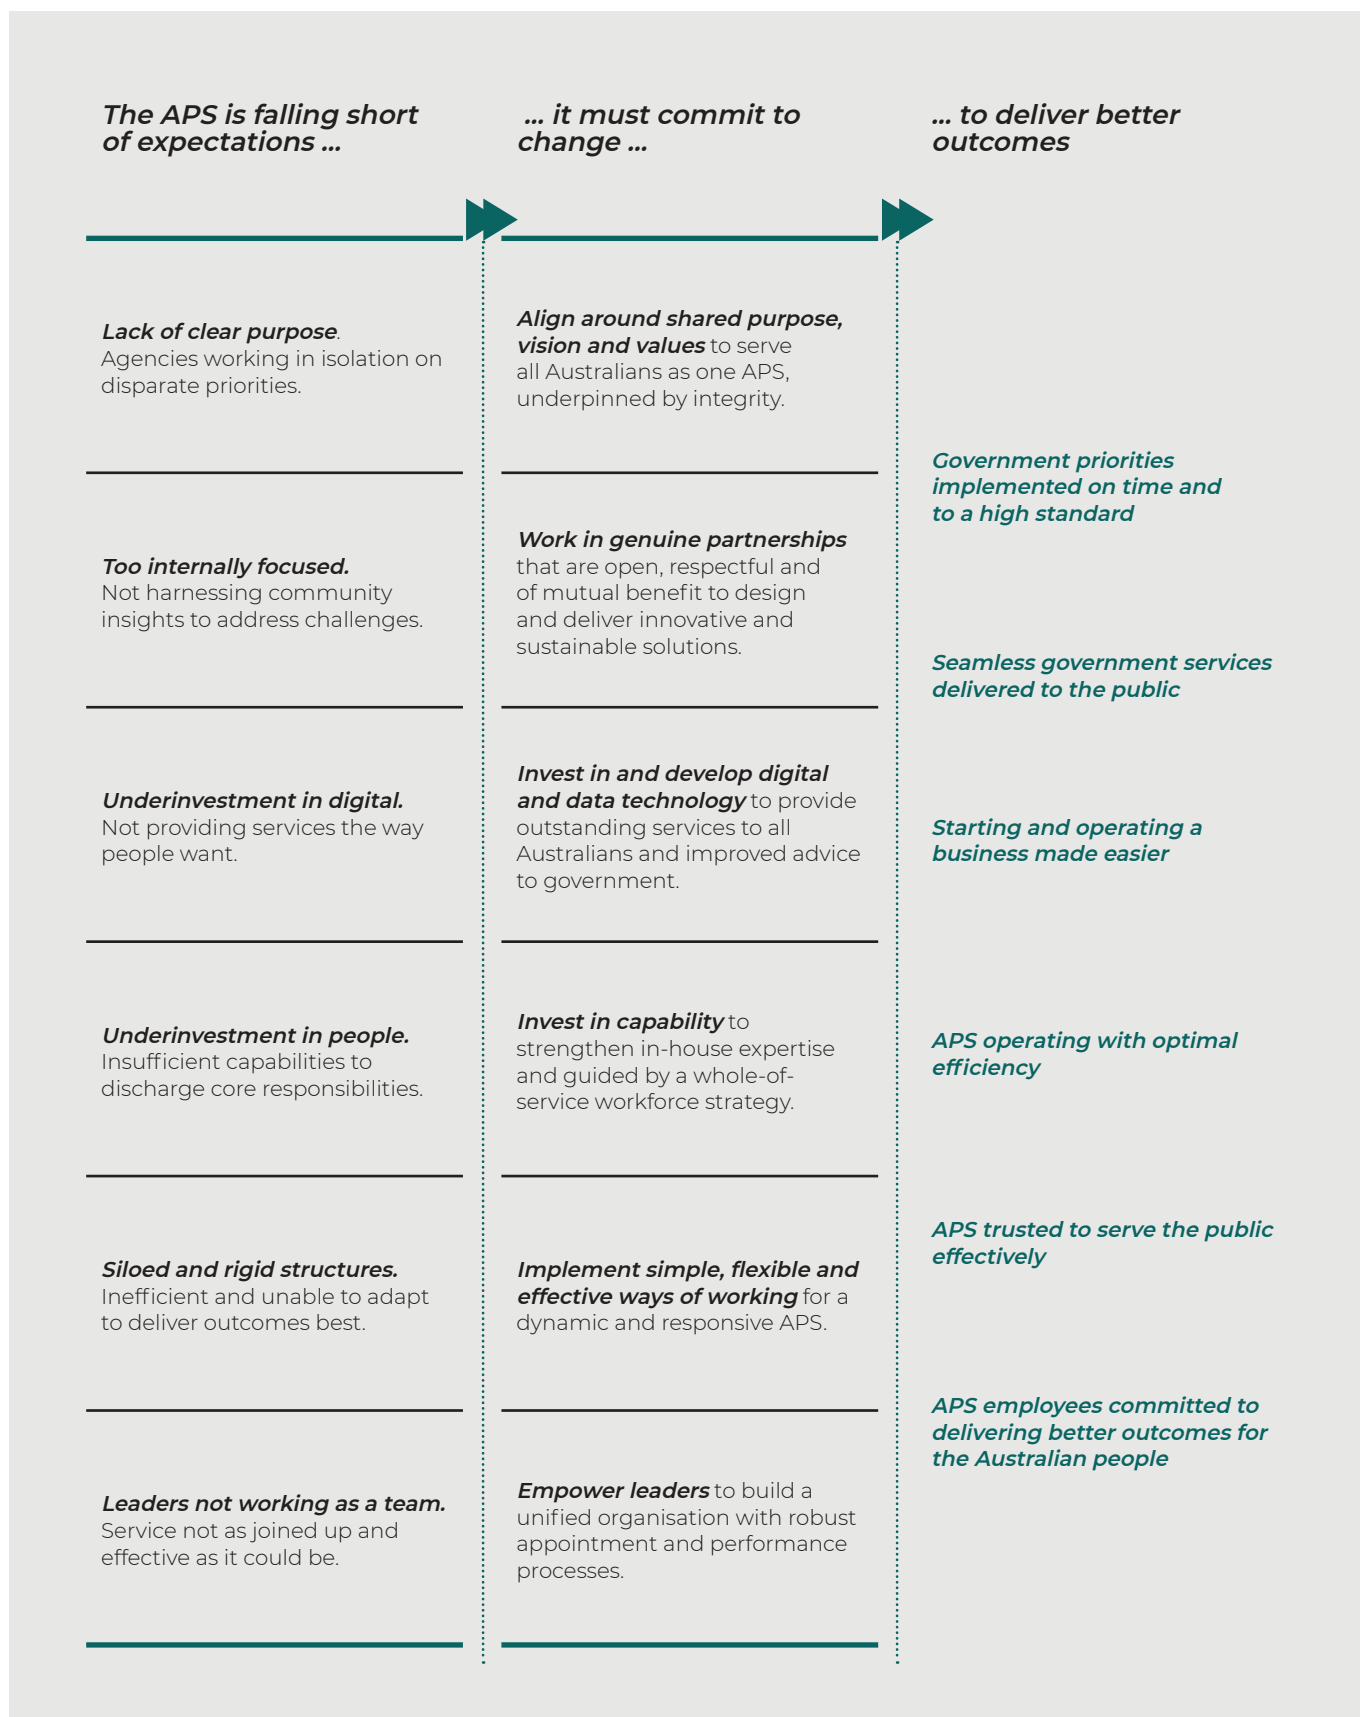 The APS is falling short
of expectations ...
... it must commit to
change ...
... to deliver better
outcomes
Lack of clear purpose.
Agencies working in isolation on
disparate priorities.
Align around shared purpose,
vision and values to serve
all Australians as one APS,
underpinned by integrity.
Too internally focused.
Not harnessing community
insights to address challenges.
Work in genuine partnerships
that are open, respectful and
of mutual benefit to design
and deliver innovative and
sustainable solutions.
Underinvestment in digital.
Not providing services the way
people want.
Invest in and develop digital
and data technology to provide
outstanding services to all
Australians and improved advice
to government.
Underinvestment in people.
Insufficient capabilities to
discharge core responsibilities.
Invest in capability to
strengthen in-house expertise
and guided by a whole-of-
service workforce strategy.
Siloed and rigid structures.
Inefficient and unable to adapt
to deliver outcomes best.
Implement simple, flexible and
effective ways of working for a
dynamic and responsive APS.
Leaders not working as a team.
Service not as joined up and
effective as it could be.
Empower leaders to build a
unified organisation with robust
appointment and performance
processes.
Government priorities
implemented on time and
to a high standard
Seamless government services
delivered to the public
Starting and operating a
business made easier
APS operating with optimal
efficiency
APS trusted to serve the public
effectively
APS employees committed to
delivering better outcomes for
the Australian people